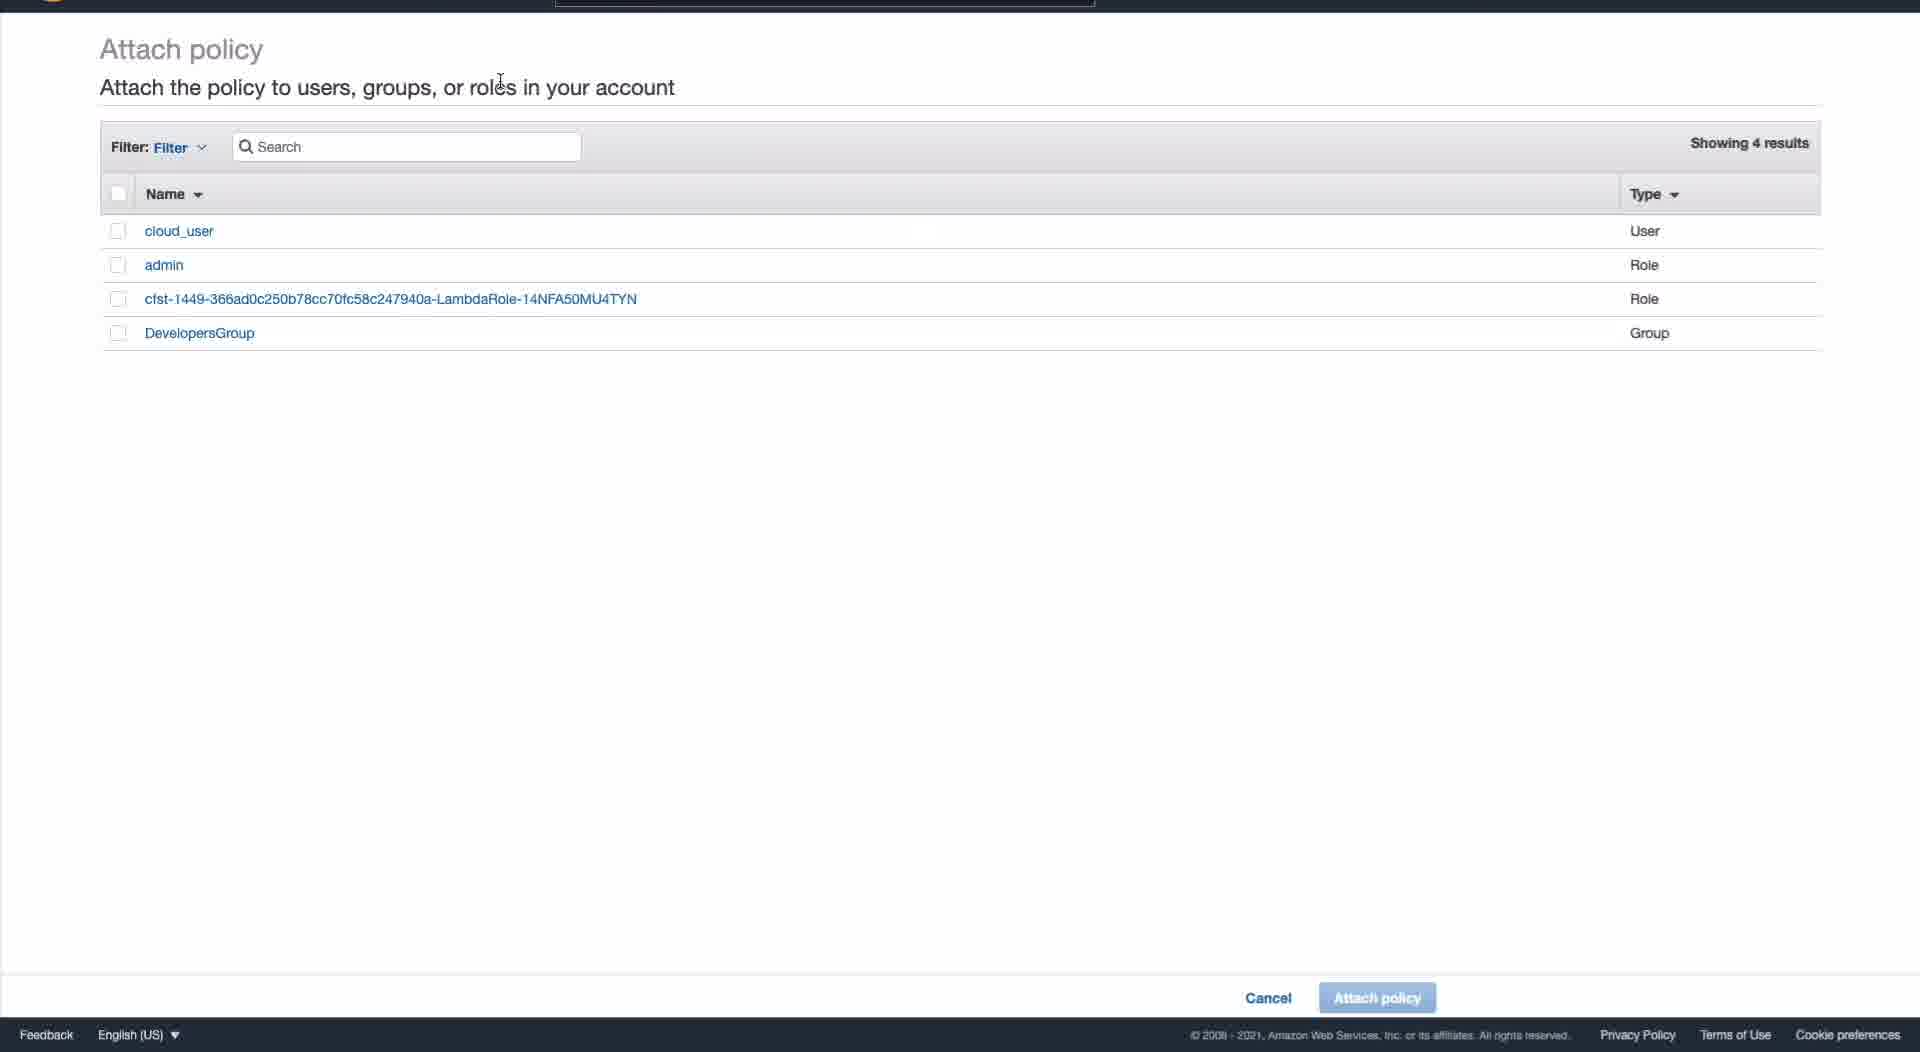 Attach policy
Attach the policy to users, groups, or roles in your account
Filter: Filter Search Showing 4 results
Name Type
cloud_user User
admin Role
cfst-1449-366ad0c250b78cc70fc58c247940a-LambdaRole-14NFA50MU4TYN Role
DevelopersGroup Group
Cancel Attach policy
Feedback English (US) © 2008 - 2021, Amazon Web Services, Inc. or its affiliates. All rights reserved. Privacy Policy Terms of Use Cookie preferences